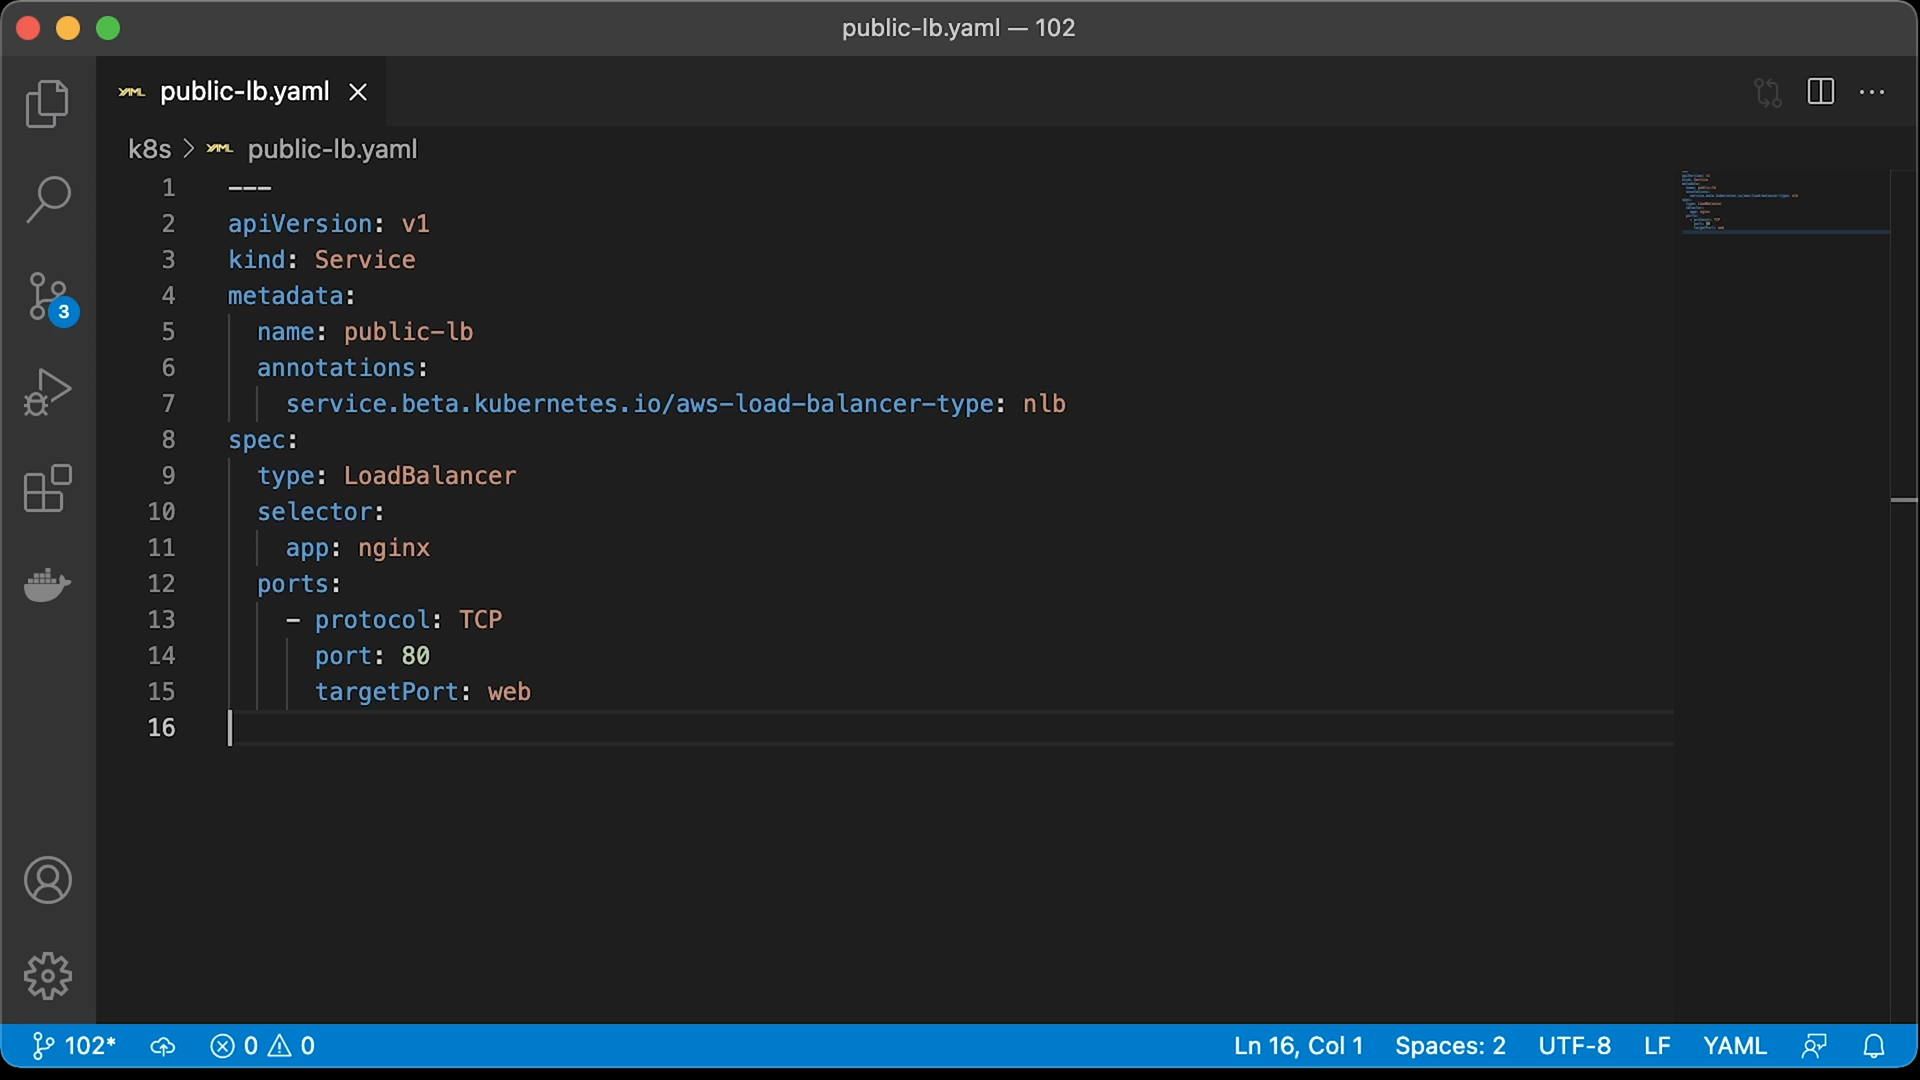 public-lb.yaml — 102
YAML public-lb.yaml
k8s > YAML public-lb.yaml
1 ---
2 apiVersion: v1
3 kind: Service
4 metadata:
5   name: public-lb
6   annotations:
7     service.beta.kubernetes.io/aws-load-balancer-type: nlb
8 spec:
9   type: LoadBalancer
10   selector:
11     app: nginx
12   ports:
13     - protocol: TCP
14       port: 80
15       targetPort: web
16
3
102* 0 0 Ln 16, Col 1 Spaces: 2 UTF-8 LF YAML